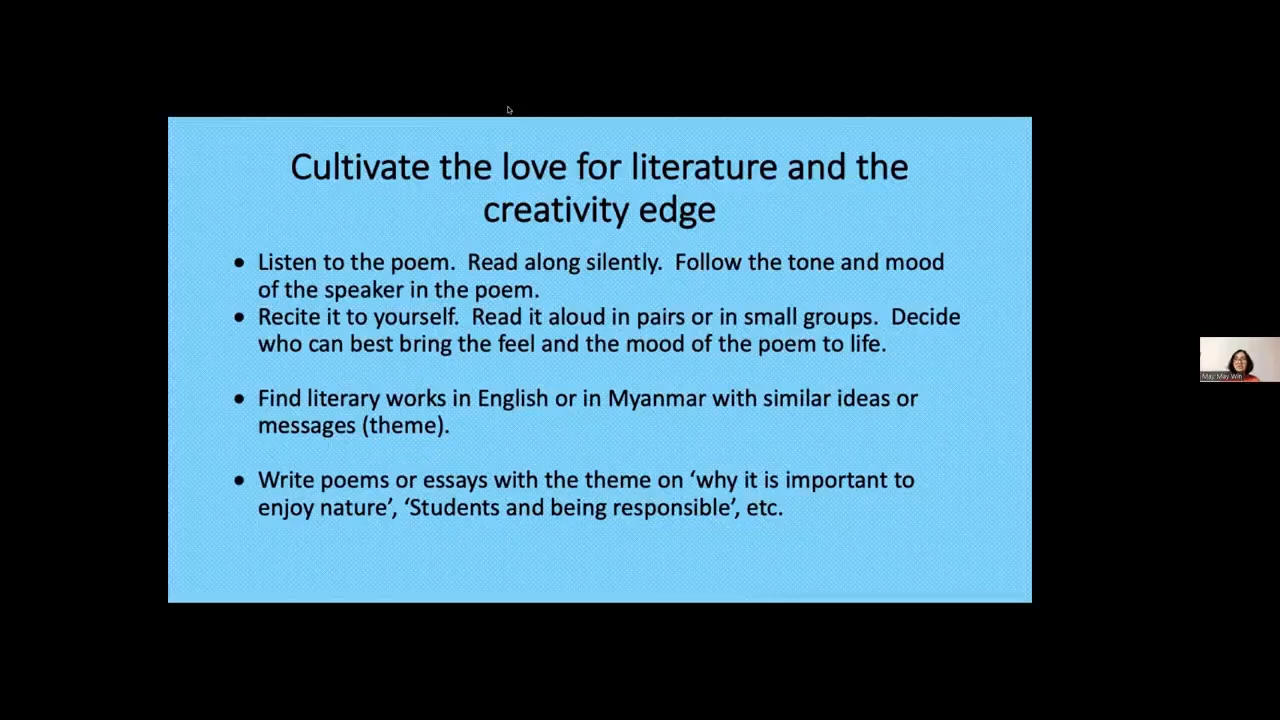 Cultivate the love for literature and the
creativity edge
• Listen to the poem.  Read along silently.  Follow the tone and mood
of the speaker in the poem.
• Recite it to yourself.  Read it aloud in pairs or in small groups.  Decide
who can best bring the feel and the mood of the poem to life.
• Find literary works in English or in Myanmar with similar ideas or
messages (theme).
• Write poems or essays with the theme on ‘why it is important to
enjoy nature’, ‘Students and being responsible’, etc.
May May Win